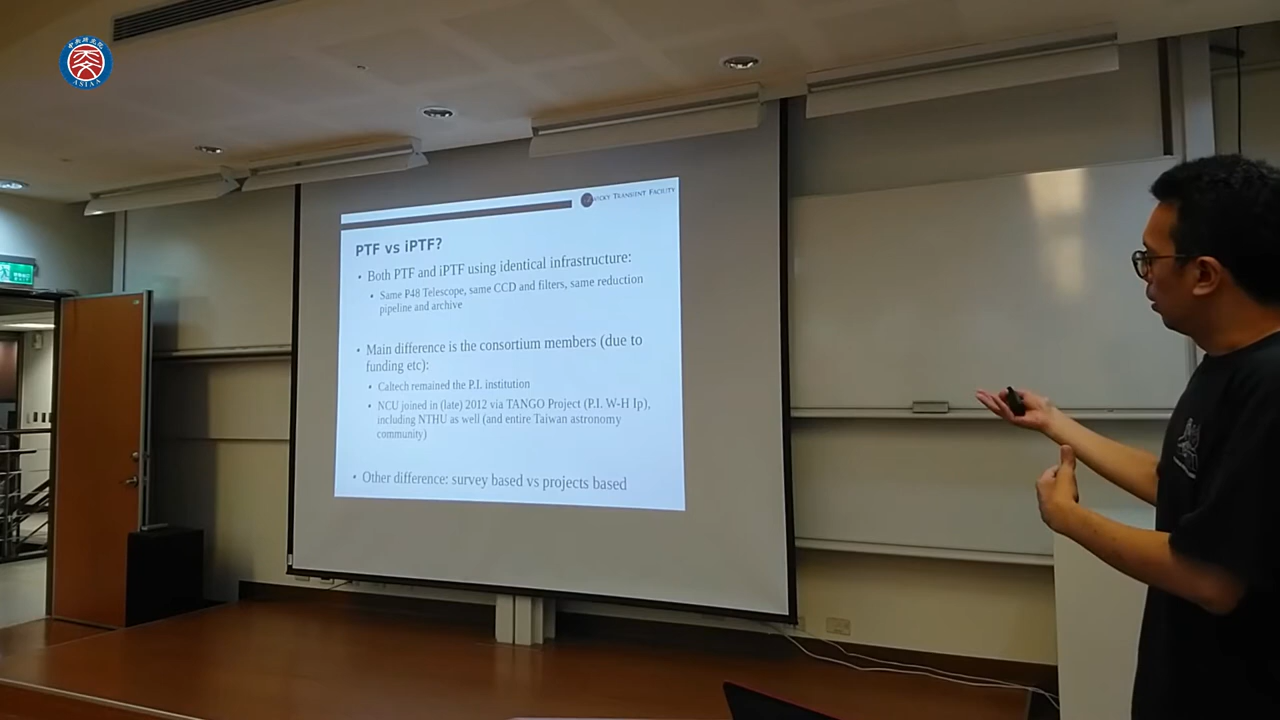 ASIAA
TRANSIENT FACILITY
PTF vs iPTF?
• Both PTF and iPTF using identical infrastructure:
• Same P48 Telescope, same CCD and filters, same reduction
pipeline and archive
• Main difference is the consortium members (due to
funding etc):
• Caltech remained the P.I. institution
• NCU joined in (late) 2012 via TANGO Project (P.I. W-H Ip),
including NTHU as well (and entire Taiwan astronomy
community)
• Other difference: survey based vs projects based